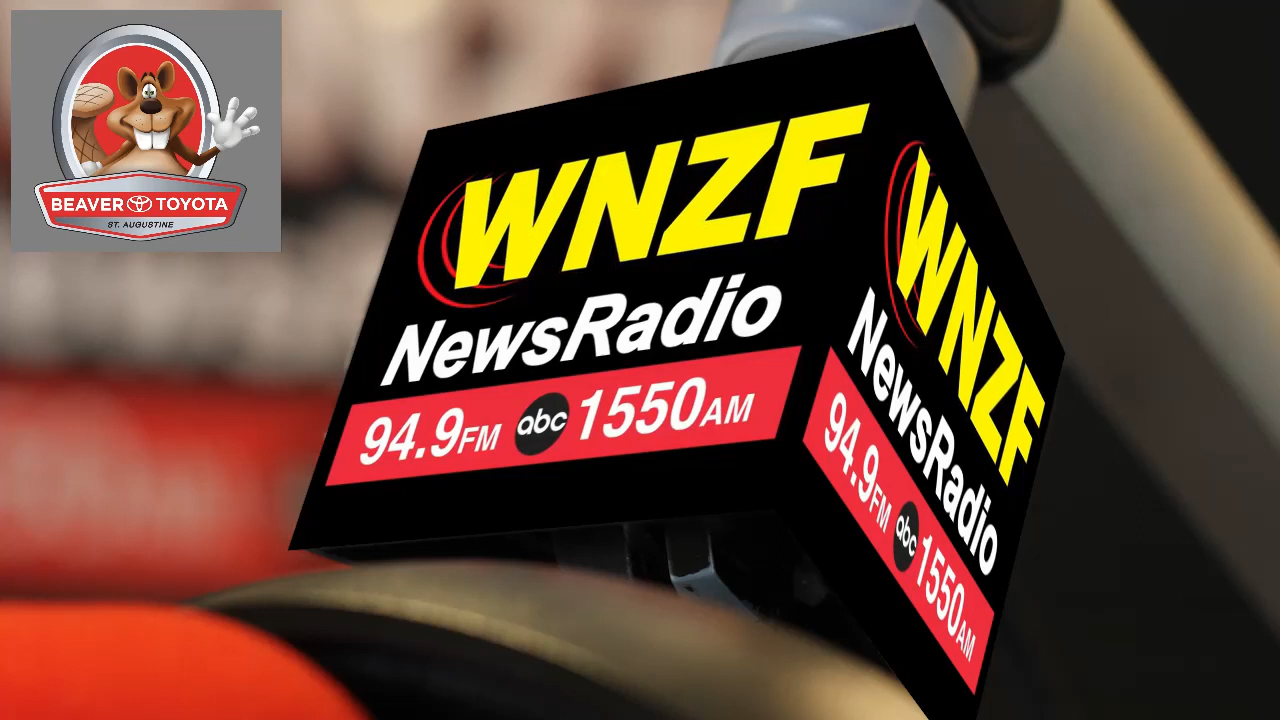 BEAVER TOYOTA
ST. AUGUSTINE
WNZF
NewsRadio
94.9FM abc 1550AM
WNZF
NewsRadio
94.9FM abc 1550AM